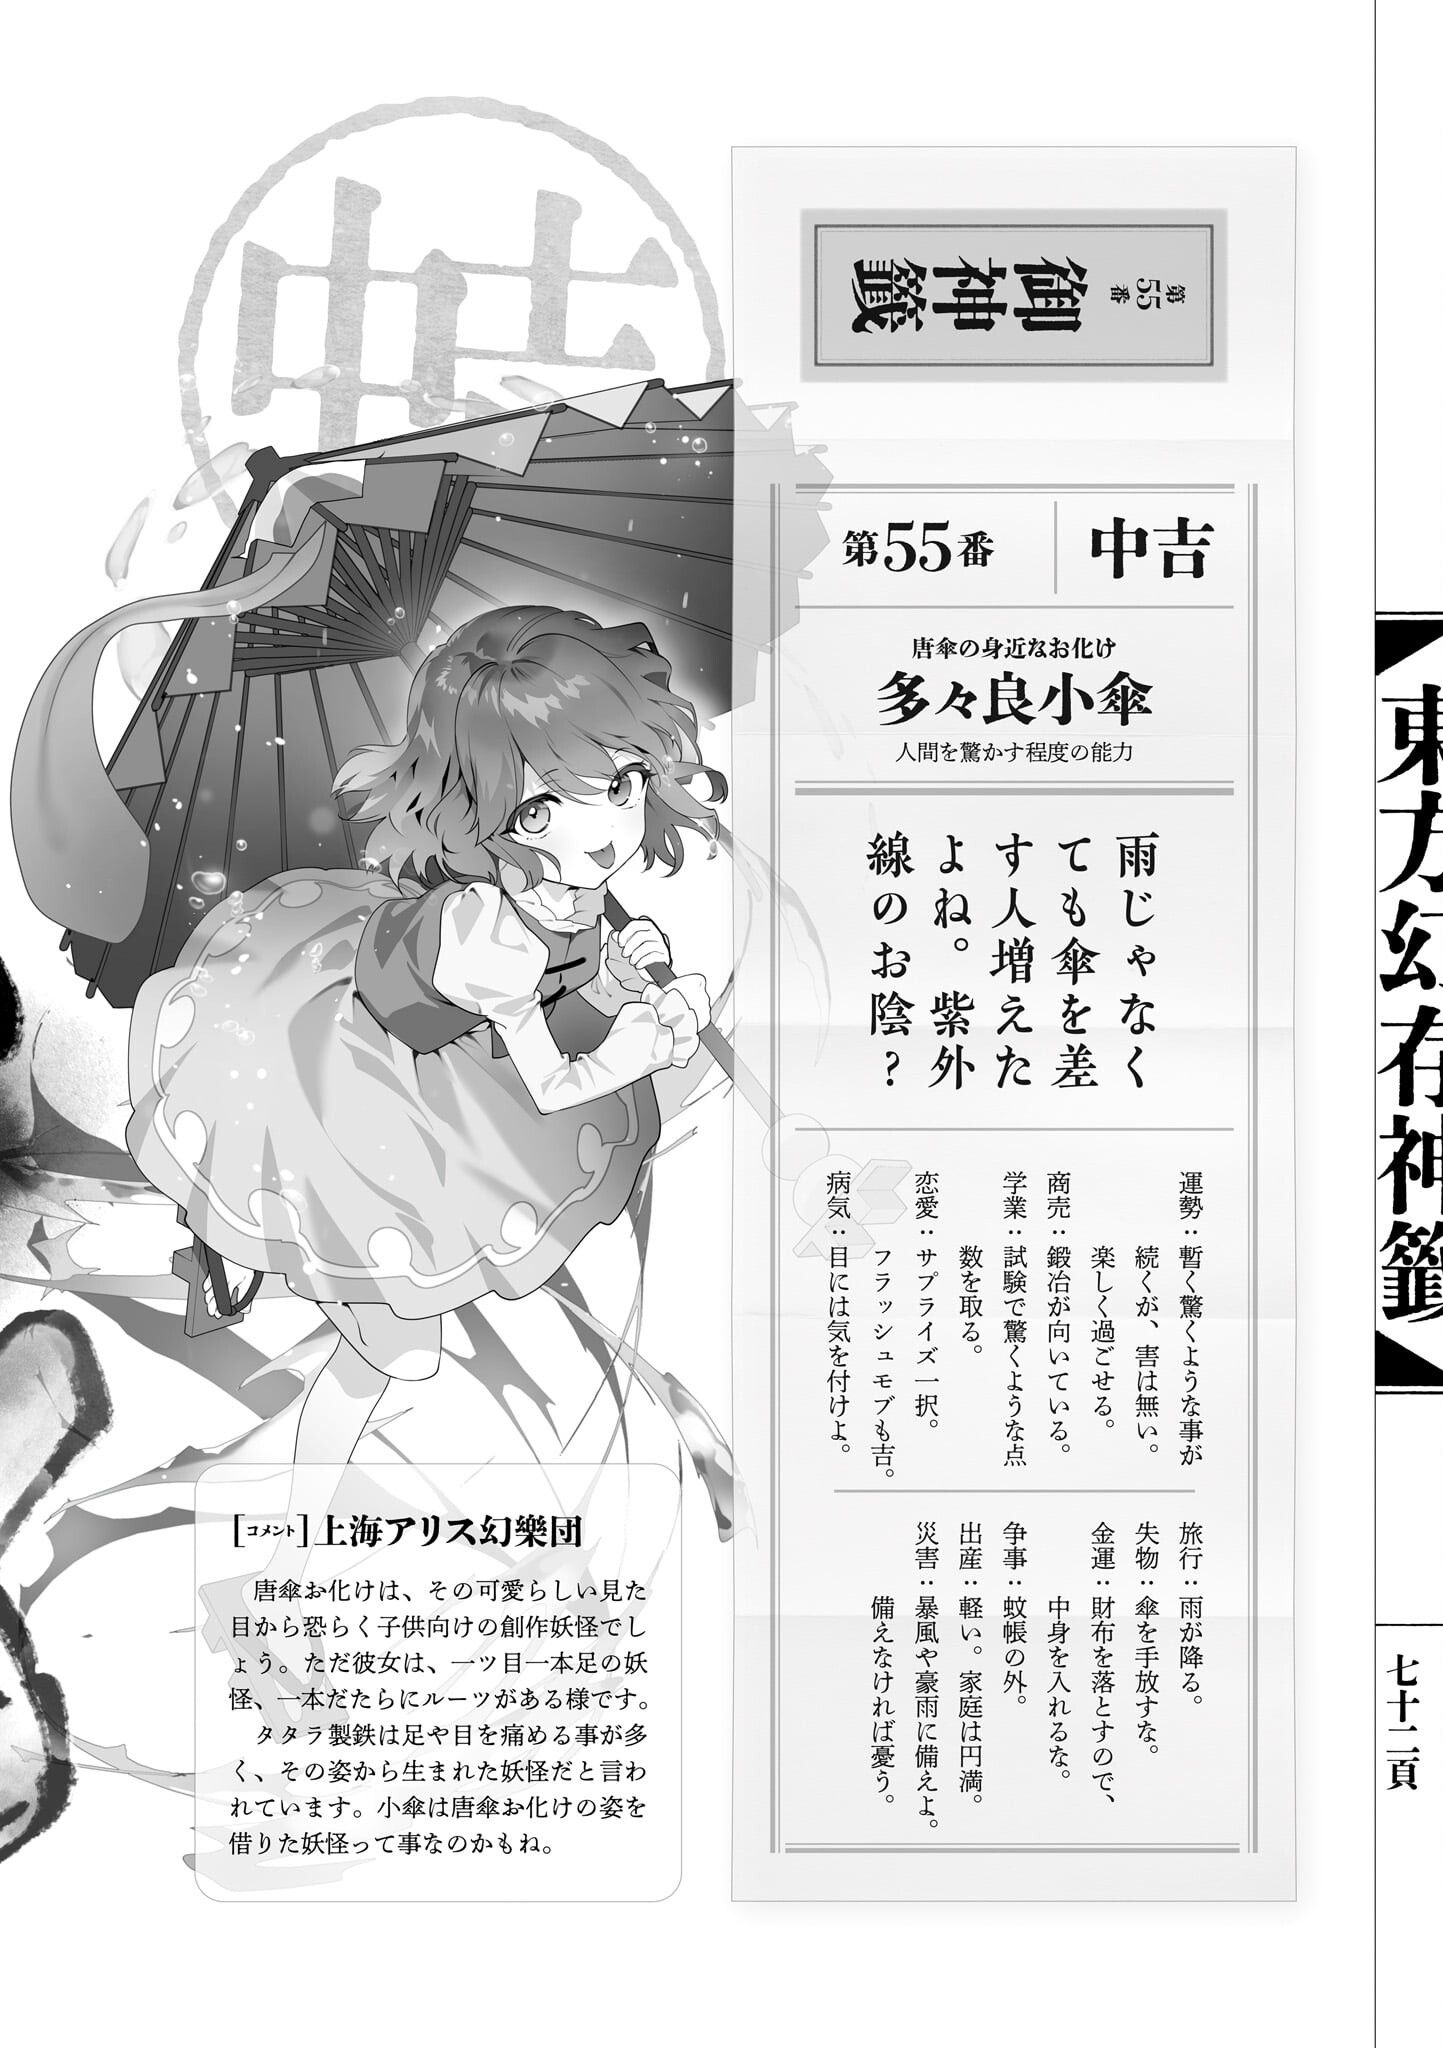 東方幻存神籤
七十二頁
御神籤
第55番
中吉
第55番
中吉
唐傘の身近なお化け
多々良小傘
人間を驚かす程度の能力
雨じゃなく
ても傘を差
す人増えた
よね。紫外
線のお陰?
運勢:暫く驚くような事が
続くが、害は無い。
楽しく過ごせる。
商売:鍛冶が向いている。
学業:試験で驚くような点
数を取る。
恋愛:サプライズ一択。
フラッシュモブも吉。
病気:目には気を付けよ。
旅行:雨が降る。
失物:傘を手放すな。
金運:財布を落とすので、
中身を入れるな。
争事:蚊帳の外。
出産:軽い。家庭は円満。
災害:暴風や豪雨に備えよ。
備えなければ憂う。
[コメント]上海アリス幻樂団
唐傘お化けは、その可愛らしい見た
目から恐らく子供向けの創作妖怪でし
ょう。ただ彼女は、一ツ目一本足の妖
怪、一本だたらにルーツがある様です。
タタラ製鉄は足や目を痛める事が多
く、その姿から生まれた妖怪だと言わ
れています。小傘は唐傘お化けの姿を
借りた妖怪って事なのかもね。